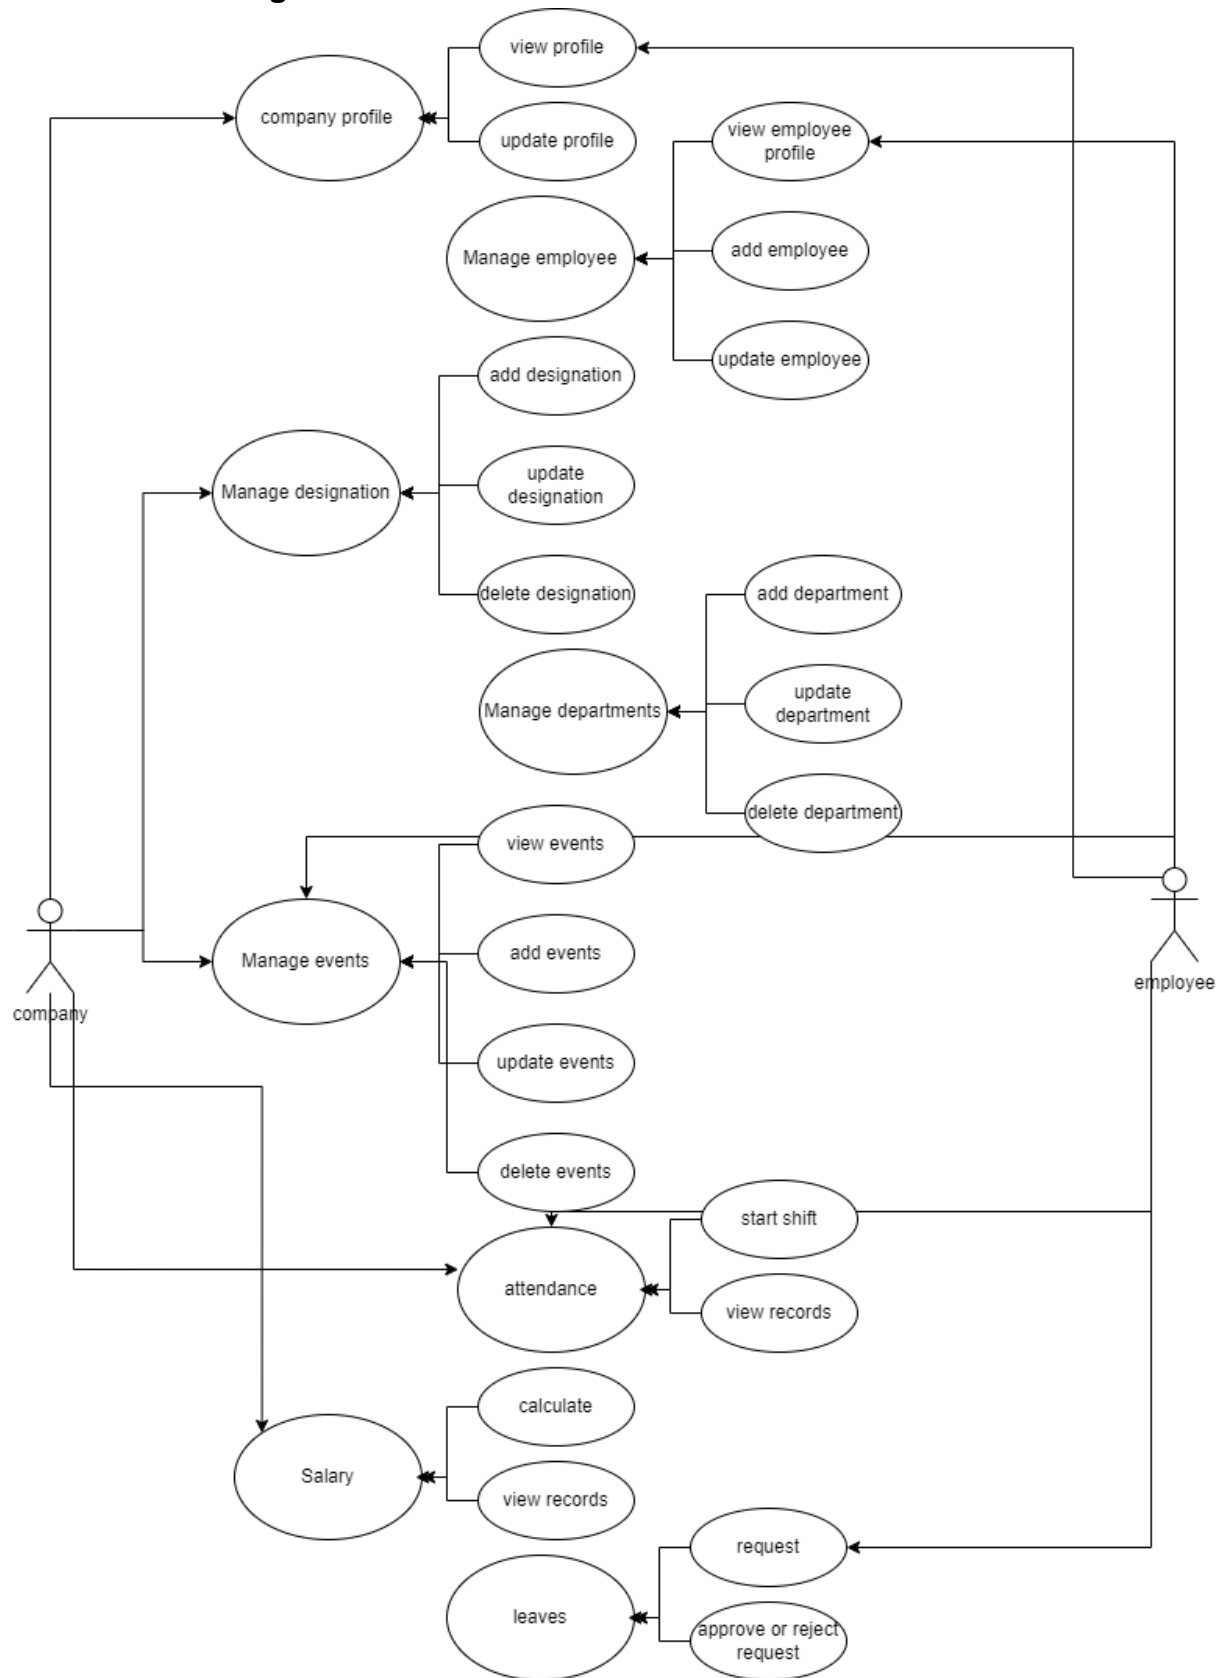 view profile
company profile
update profile
view employee
profile
add employee
Manage employee
update employee
add designation
update
designation
Manage designation
delete designation
add department
update
department
Manage departments
delete department
view events
add events
Manage events
employee
company
update events
delete events
start shift
attendance
view records
calculate
Salary
view records
request
leaves
approve or reject
request